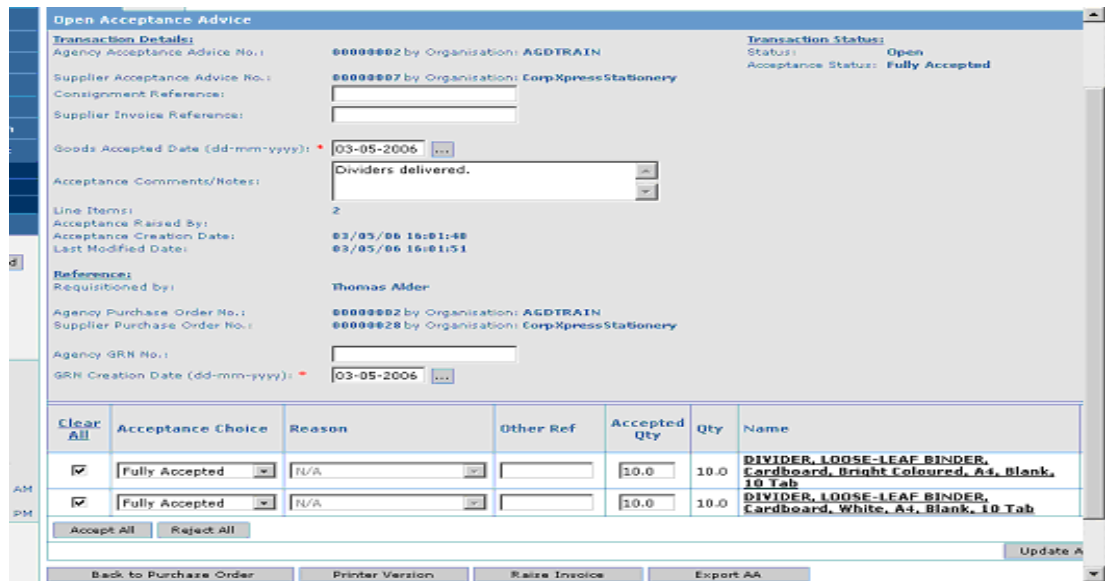 Open Acceptance Advice
Transaction Details:
Agency Acceptance Advice No.: 00000002 by Organisation: AGDTRAIN
Supplier Acceptance Advice No.: 00000007 by Organisation: CorpXpressStationery
Consignment Reference:
Supplier Invoice Reference:
Goods Accepted Date (dd-mm-yyyy): * 03-05-2006 ...
Acceptance Comments/Notes: Dividers delivered.
Line Items: 2
Acceptance Raised By:
Acceptance Creation Date: 03/05/06 16:01:40
Last Modified Date: 03/05/06 16:01:51
Reference:
Requisitioned by: Thomas Alder
Agency Purchase Order No.: 00000002 by Organisation: AGDTRAIN
Supplier Purchase Order No.: 00000028 by Organisation: CorpXpressStationery
Agency GRN No.:
GRN Creation Date (dd-mm-yyyy): * 03-05-2006 ...
Transaction Status:
Status: Open
Acceptance Status: Fully Accepted
Clear All Acceptance Choice Reason Other Ref Accepted Qty Qty Name
Fully Accepted N/A 10.0 10.0 DIVIDER, LOOSE-LEAF BINDER,
Cardboard, Bright Coloured, A4, Blank,
10 Tab
Fully Accepted N/A 10.0 10.0 DIVIDER, LOOSE-LEAF BINDER,
Cardboard, White, A4, Blank, 10 Tab
AM
PM
Accept All Reject All
Update A
Back to Purchase Order Printer Version Raise Invoice Export AA